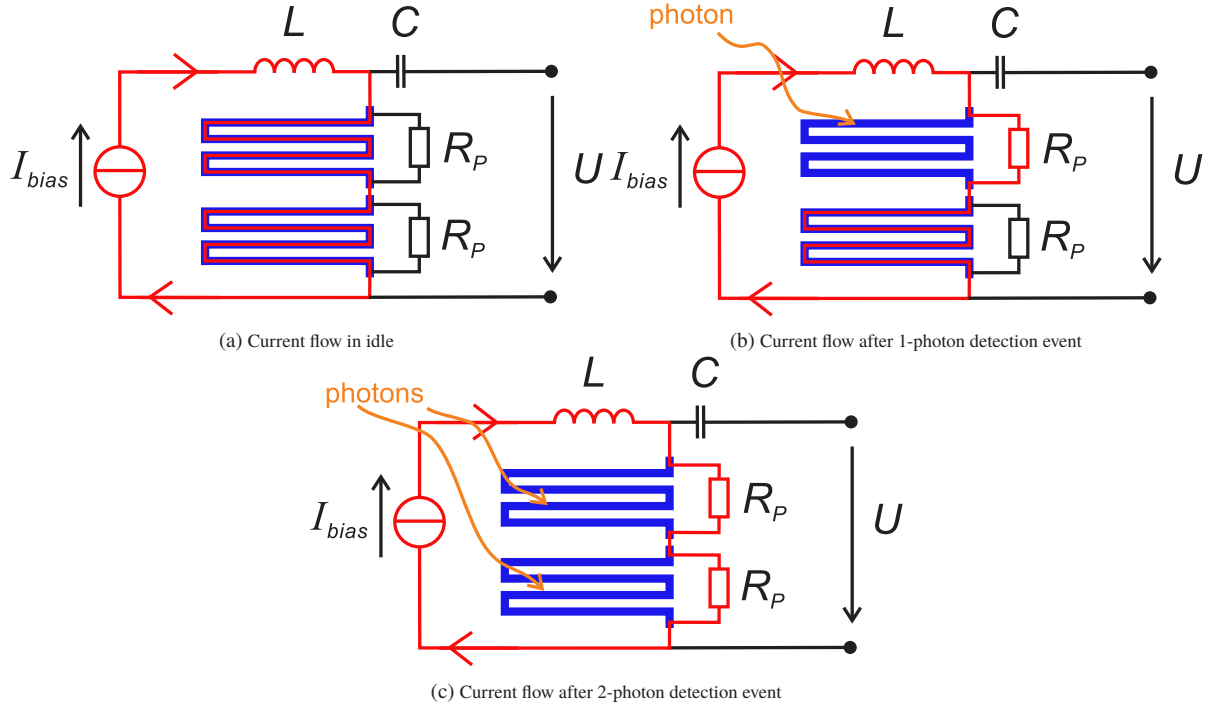 L
C
I_bias
R_P
R_P
U
(a) Current flow in idle
photon
L
C
I_bias
R_P
R_P
U
(b) Current flow after 1-photon detection event
photons
L
C
I_bias
R_P
R_P
U
(c) Current flow after 2-photon detection event